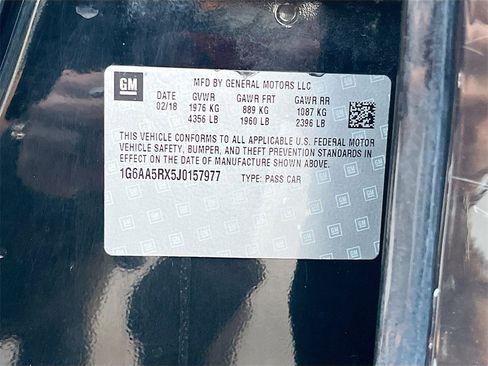 GM MFD BY GENERAL MOTORS LLC
DATE GVWR GAWR FRT GAWR RR
02/18 1976 KG 889 KG 1087 KG
4356 LB 1960 LB 2396 LB
THIS VEHICLE CONFORMS TO ALL APPLICABLE U.S. FEDERAL MOTOR
VEHICLE SAFETY, BUMPER, AND THEFT PREVENTION STANDARDS IN
EFFECT ON THE DATE OF MANUFACTURE SHOWN ABOVE.
1G6AA5RX5J0157977 TYPE: PASS CAR